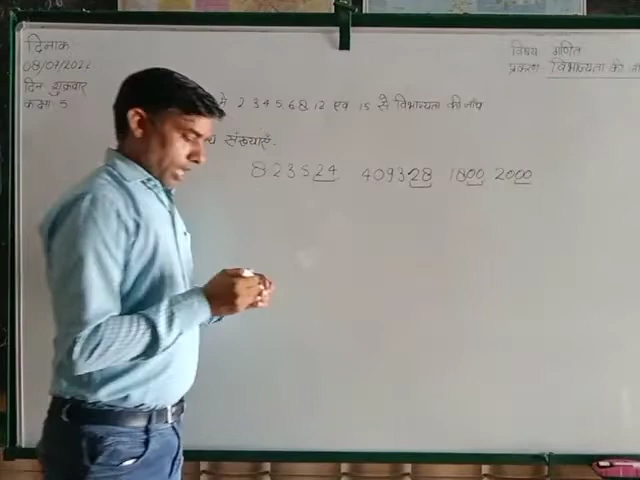 दिनाक
08/07/2022
दिन शुक्रवार
कक्षा 5
विषय गणित
प्रकरण विभाज्यता की जाँ
मे 2 3 4 5 6 8 12 एवं 15 से विभाज्यता की जाँच
संख्याएँ.
823524 409328 1800 2000